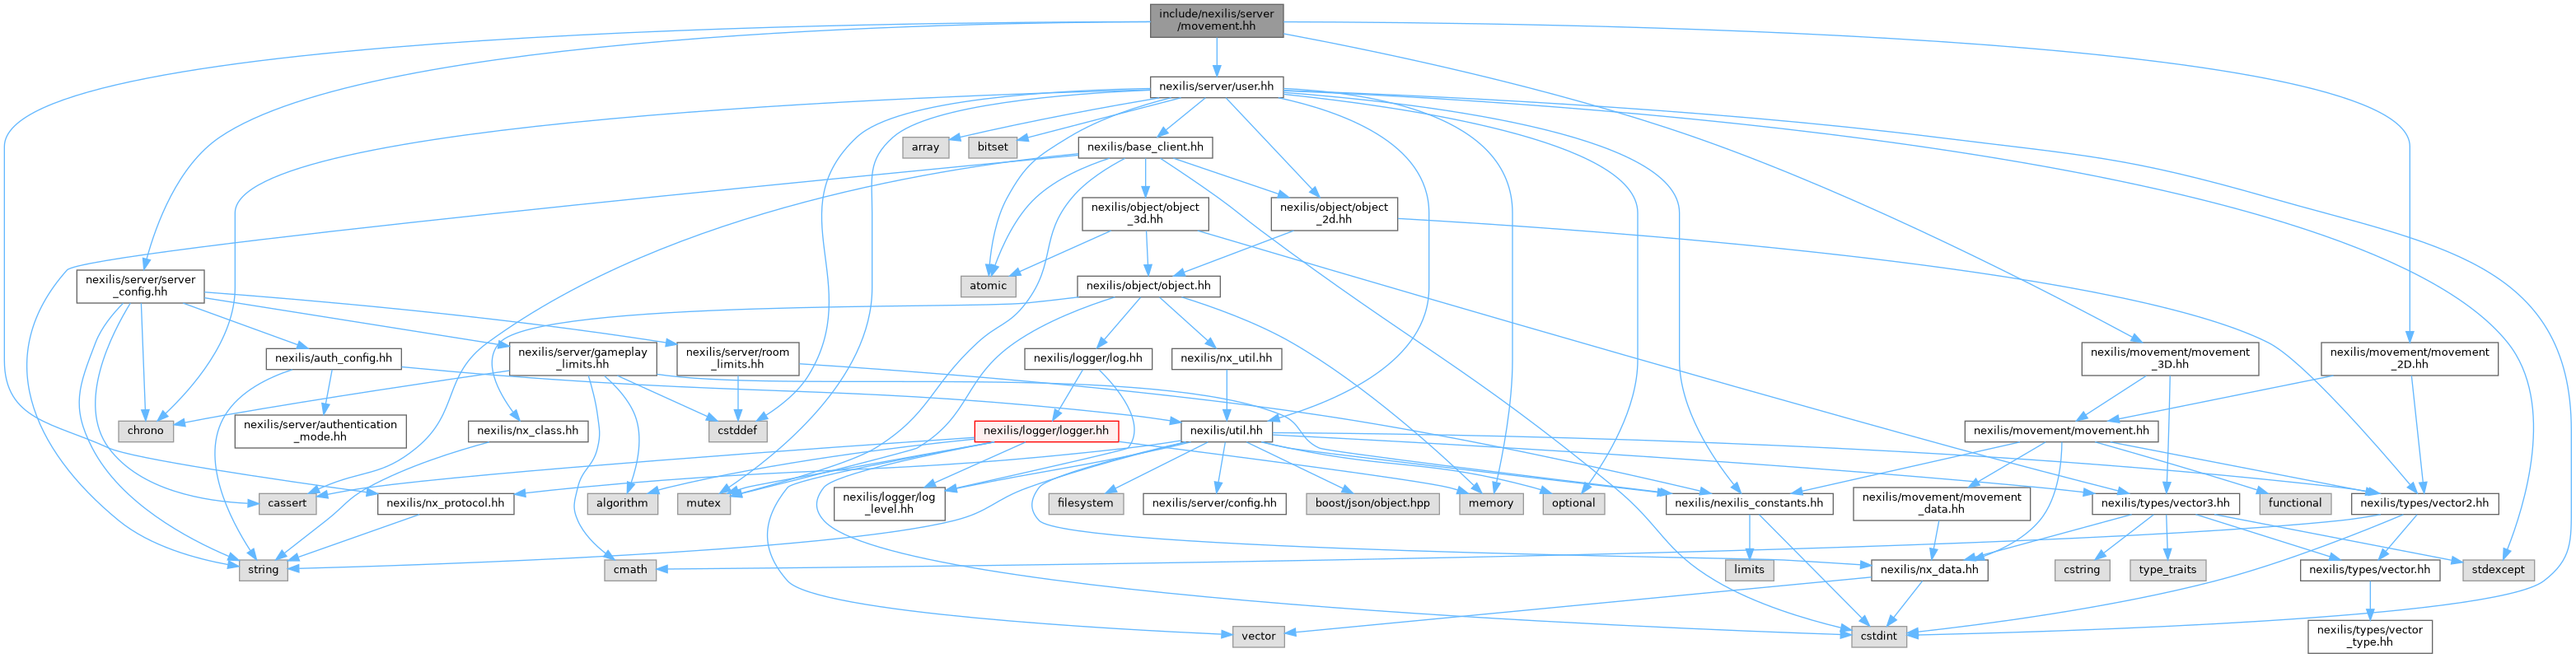 include/nexilis/server
/movement.hh
nexilis/server/user.hh
array
bitset
nexilis/base_client.hh
nexilis/object/object
_3d.hh
nexilis/object/object
_2d.hh
nexilis/server/server
_config.hh
atomic
nexilis/object/object.hh
nexilis/auth_config.hh
nexilis/server/gameplay
_limits.hh
nexilis/server/room
_limits.hh
nexilis/logger/log.hh
nexilis/nx_util.hh
nexilis/movement/movement
_3D.hh
nexilis/movement/movement
_2D.hh
chrono
nexilis/server/authentication
_mode.hh
nexilis/nx_class.hh
cstddef
nexilis/logger/logger.hh
nexilis/util.hh
nexilis/movement/movement.hh
cassert
nexilis/nx_protocol.hh
algorithm
mutex
nexilis/logger/log
_level.hh
filesystem
nexilis/server/config.hh
boost/json/object.hpp
memory
optional
nexilis/nexilis_constants.hh
nexilis/movement/movement
_data.hh
nexilis/types/vector3.hh
functional
nexilis/types/vector2.hh
string
cmath
limits
nexilis/nx_data.hh
cstring
type_traits
nexilis/types/vector.hh
stdexcept
vector
cstdint
nexilis/types/vector
_type.hh